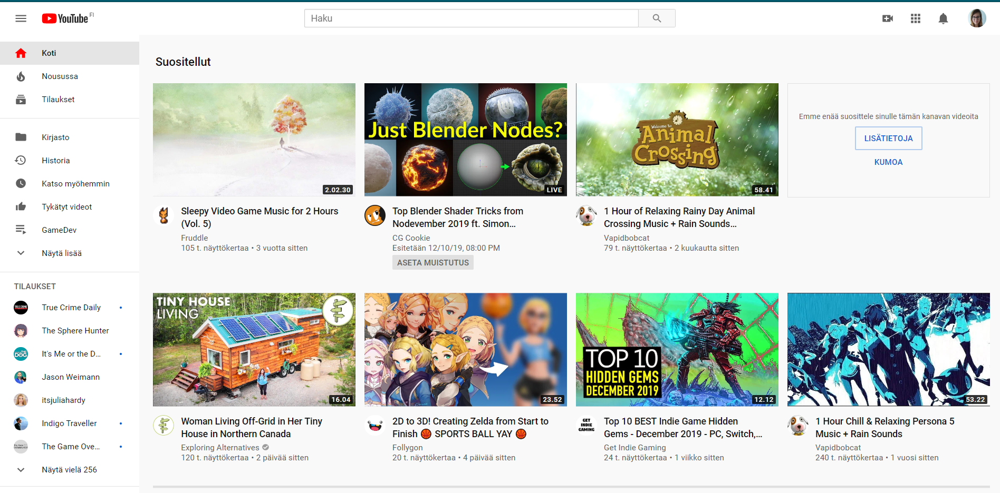 YouTube FI
Haku
Koti
Nousussa
Tilaukset
Kirjasto
Historia
Katso myöhemmin
Tykätyt videot
GameDev
Näytä lisää
TILAUKSET
True Crime Daily
The Sphere Hunter
It's Me or the D...
Jason Weimann
itsjuliahardy
Indigo Traveller
The Game Ove...
Näytä vielä 256
Suositellut
2.02.30
Sleepy Video Game Music for 2 Hours
(Vol. 5)
Fruddle
105 t. näyttökertaa • 3 vuotta sitten
Just Blender Nodes?
LIVE
Top Blender Shader Tricks from
Nodevember 2019 ft. Simon...
CG Cookie
Esitetään 12/10/19, 08:00 PM
ASETA MUISTUTUS
Welcome to
Animal
Crossing
58.41
1 Hour of Relaxing Rainy Day Animal
Crossing Music + Rain Sounds...
Vapidbobcat
79 t. näyttökertaa • 2 kuukautta sitten
Emme enää suosittele sinulle tämän kanavan videoita
LISÄTIETOJA
KUMOA
TINY HOUSE
LIVING
16.04
Woman Living Off-Grid in Her Tiny
House in Northern Canada
Exploring Alternatives
120 t. näyttökertaa • 2 päivää sitten
23.52
2D to 3D! Creating Zelda from Start to
Finish 🏀 SPORTS BALL YAY 🏀
Follygon
20 t. näyttökertaa • 4 päivää sitten
TOP 10
HIDDEN GEMS
DECEMBER 2019
12.12
GET
INDIE
GAMING
Top 10 BEST Indie Game Hidden
Gems - December 2019 - PC, Switch,...
Get Indie Gaming
24 t. näyttökertaa • 1 viikko sitten
53.22
1 Hour Chill & Relaxing Persona 5
Music + Rain Sounds
Vapidbobcat
240 t. näyttökertaa • 1 vuosi sitten